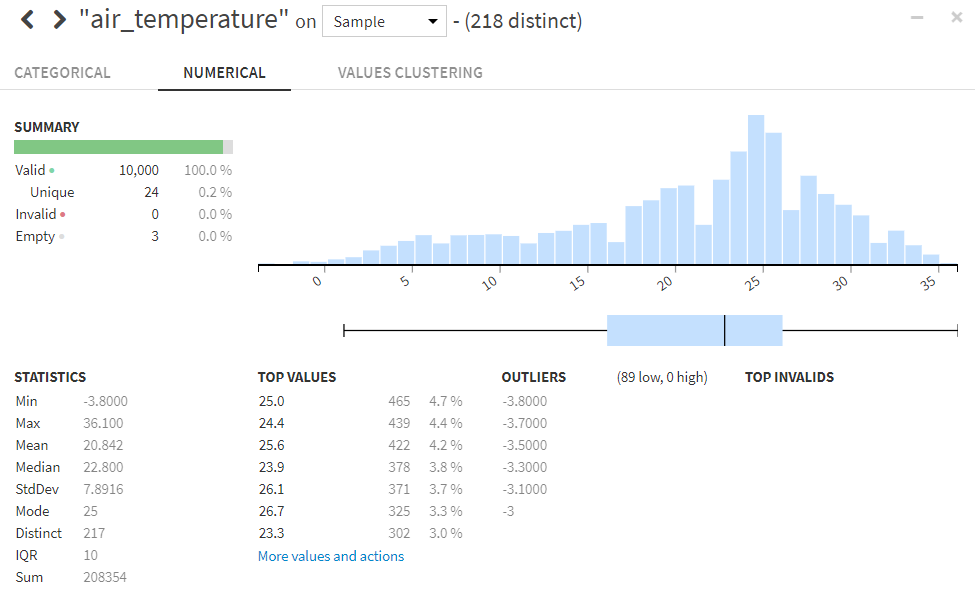 "air_temperature" on Sample - (218 distinct)
CATEGORICAL NUMERICAL VALUES CLUSTERING
SUMMARY
Valid 10,000 100.0 %
Unique 24 0.2 %
Invalid 0 0.0 %
Empty 3 0.0 %
0 5 10 15 20 25 30 35
STATISTICS
Min -3.8000
Max 36.100
Mean 20.842
Median 22.800
StdDev 7.8916
Mode 25
Distinct 217
IQR 10
Sum 208354
TOP VALUES
25.0 465 4.7 %
24.4 439 4.4 %
25.6 422 4.2 %
23.9 378 3.8 %
26.1 371 3.7 %
26.7 325 3.3 %
23.3 302 3.0 %
More values and actions
OUTLIERS (89 low, 0 high)
-3.8000
-3.7000
-3.5000
-3.3000
-3.1000
-3
TOP INVALIDS